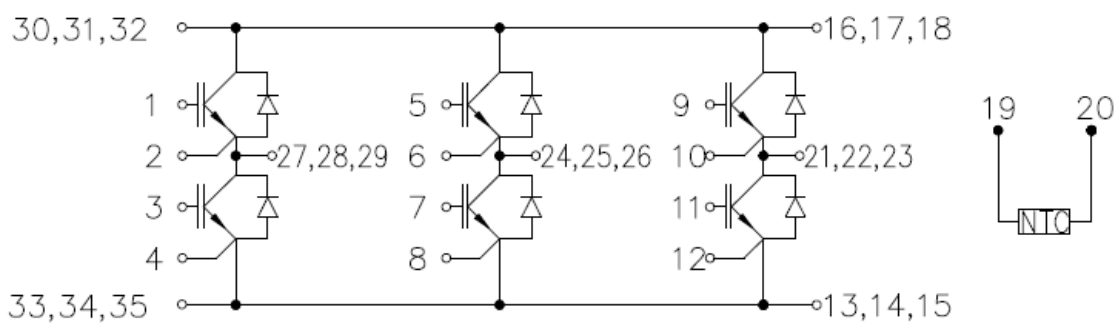 30,31,32 16,17,18
1 5 9 19 20
2 27,28,29 6 24,25,26 10 21,22,23
3 7 11 NTC
4 8 12
33,34,35 13,14,15